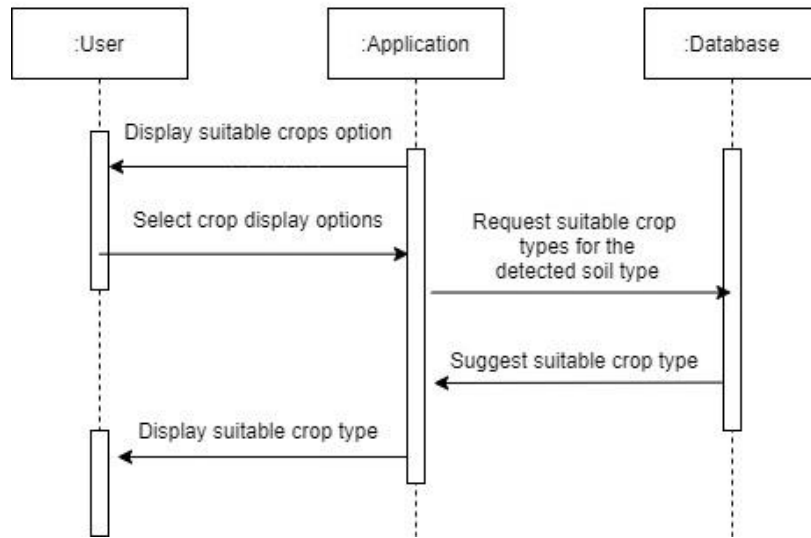 :User
:Application
:Database
Display suitable crops option
Select crop display options
Request suitable crop
types for the
detected soil type
Suggest suitable crop type
Display suitable crop type